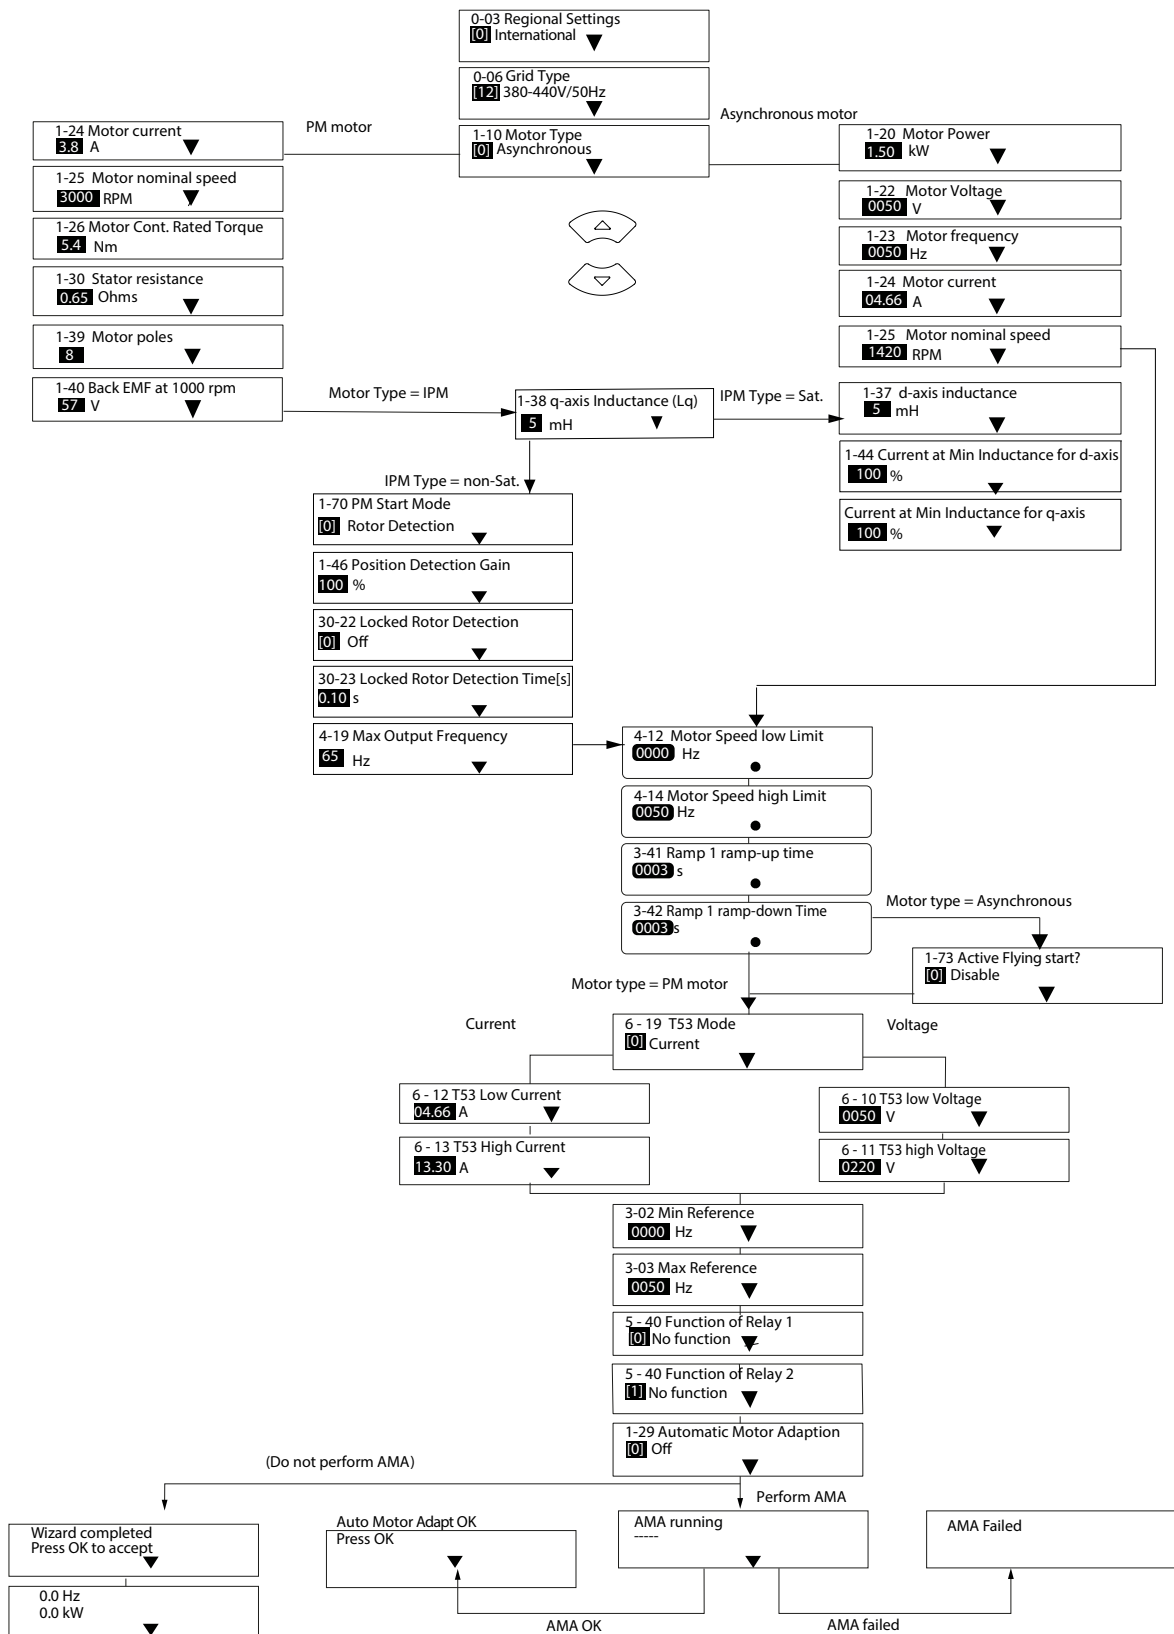 0-03 Regional Settings
[0] International
0-06 Grid Type
[12] 380-440V/50Hz
PM motor
Asynchronous motor
1-10 Motor Type
[0] Asynchronous
1-24 Motor current
3.8 A
1-25 Motor nominal speed
3000 RPM
1-26 Motor Cont. Rated Torque
5.4 Nm
1-30 Stator resistance
0.65 Ohms
1-39 Motor poles
8
1-40 Back EMF at 1000 rpm
57 V
1-20 Motor Power
1.50 kW
1-22 Motor Voltage
0050 V
1-23 Motor frequency
0050 Hz
1-24 Motor current
04.66 A
1-25 Motor nominal speed
1420 RPM
Motor Type = IPM
1-38 q-axis Inductance (Lq)
5 mH
IPM Type = Sat.
1-37 d-axis inductance
5 mH
1-44 Current at Min Inductance for d-axis
100 %
Current at Min Inductance for q-axis
100 %
IPM Type = non-Sat.
1-70 PM Start Mode
[0] Rotor Detection
1-46 Position Detection Gain
100 %
30-22 Locked Rotor Detection
[0] Off
30-23 Locked Rotor Detection Time[s]
0.10 s
4-19 Max Output Frequency
65 Hz
4-12 Motor Speed low Limit
0000 Hz
4-14 Motor Speed high Limit
0050 Hz
3-41 Ramp 1 ramp-up time
0003 s
3-42 Ramp 1 ramp-down Time
0003 s
Motor type = Asynchronous
1-73 Active Flying start?
[0] Disable
Motor type = PM motor
Current
Voltage
6 - 19 T53 Mode
[0] Current
6 - 12 T53 Low Current
04.66 A
6 - 13 T53 High Current
13.30 A
6 - 10 T53 low Voltage
0050 V
6 - 11 T53 high Voltage
0220 V
3-02 Min Reference
0000 Hz
3-03 Max Reference
0050 Hz
5 - 40 Function of Relay 1
[0] No function
5 - 40 Function of Relay 2
[1] No function
1-29 Automatic Motor Adaption
[0] Off
(Do not perform AMA)
Perform AMA
Wizard completed
Press OK to accept
0.0 Hz
0.0 kW
Auto Motor Adapt OK
Press OK
AMA running
-----
AMA Failed
AMA OK
AMA failed